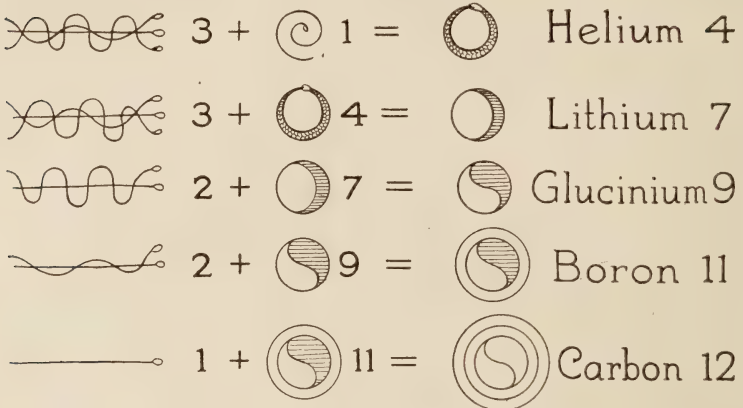 3 + 1 = Helium 4
3 + 4 = Lithium 7
2 + 7 = Glucinium 9
2 + 9 = Boron 11
1 + 11 = Carbon 12